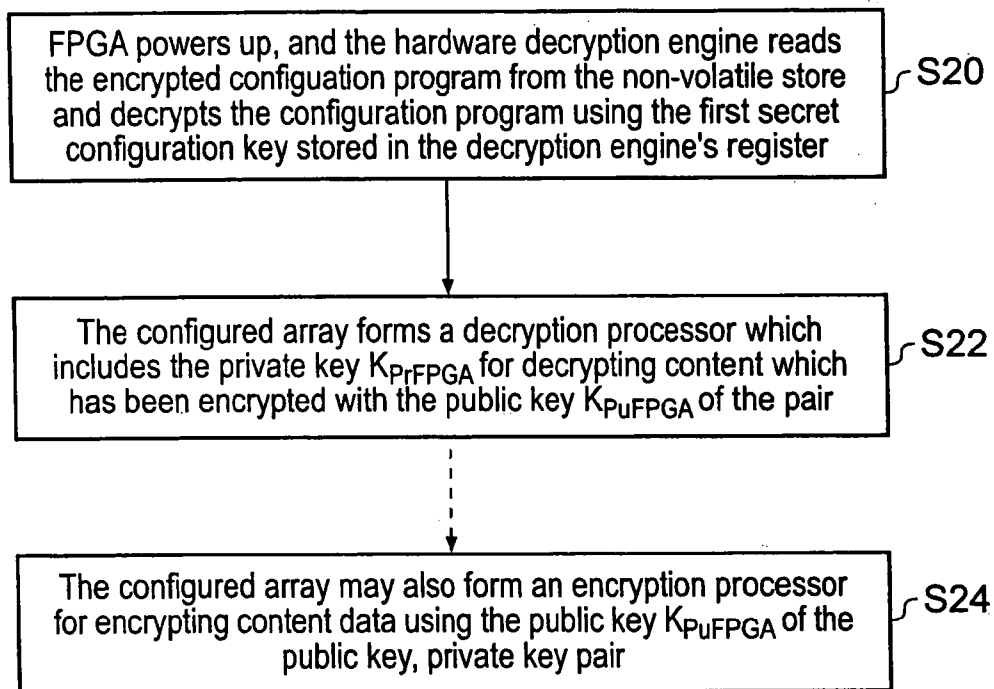 FPGA powers up, and the hardware decryption engine reads
the encrypted configuation program from the non-volatile store
and decrypts the configuration program using the first secret
configuration key stored in the decryption engine's register
S20
The configured array forms a decryption processor which
includes the private key KPrFPGA for decrypting content which
has been encrypted with the public key KPuFPGA of the pair
S22
The configured array may also form an encryption processor
for encrypting content data using the public key KPuFPGA of the
public key, private key pair
S24